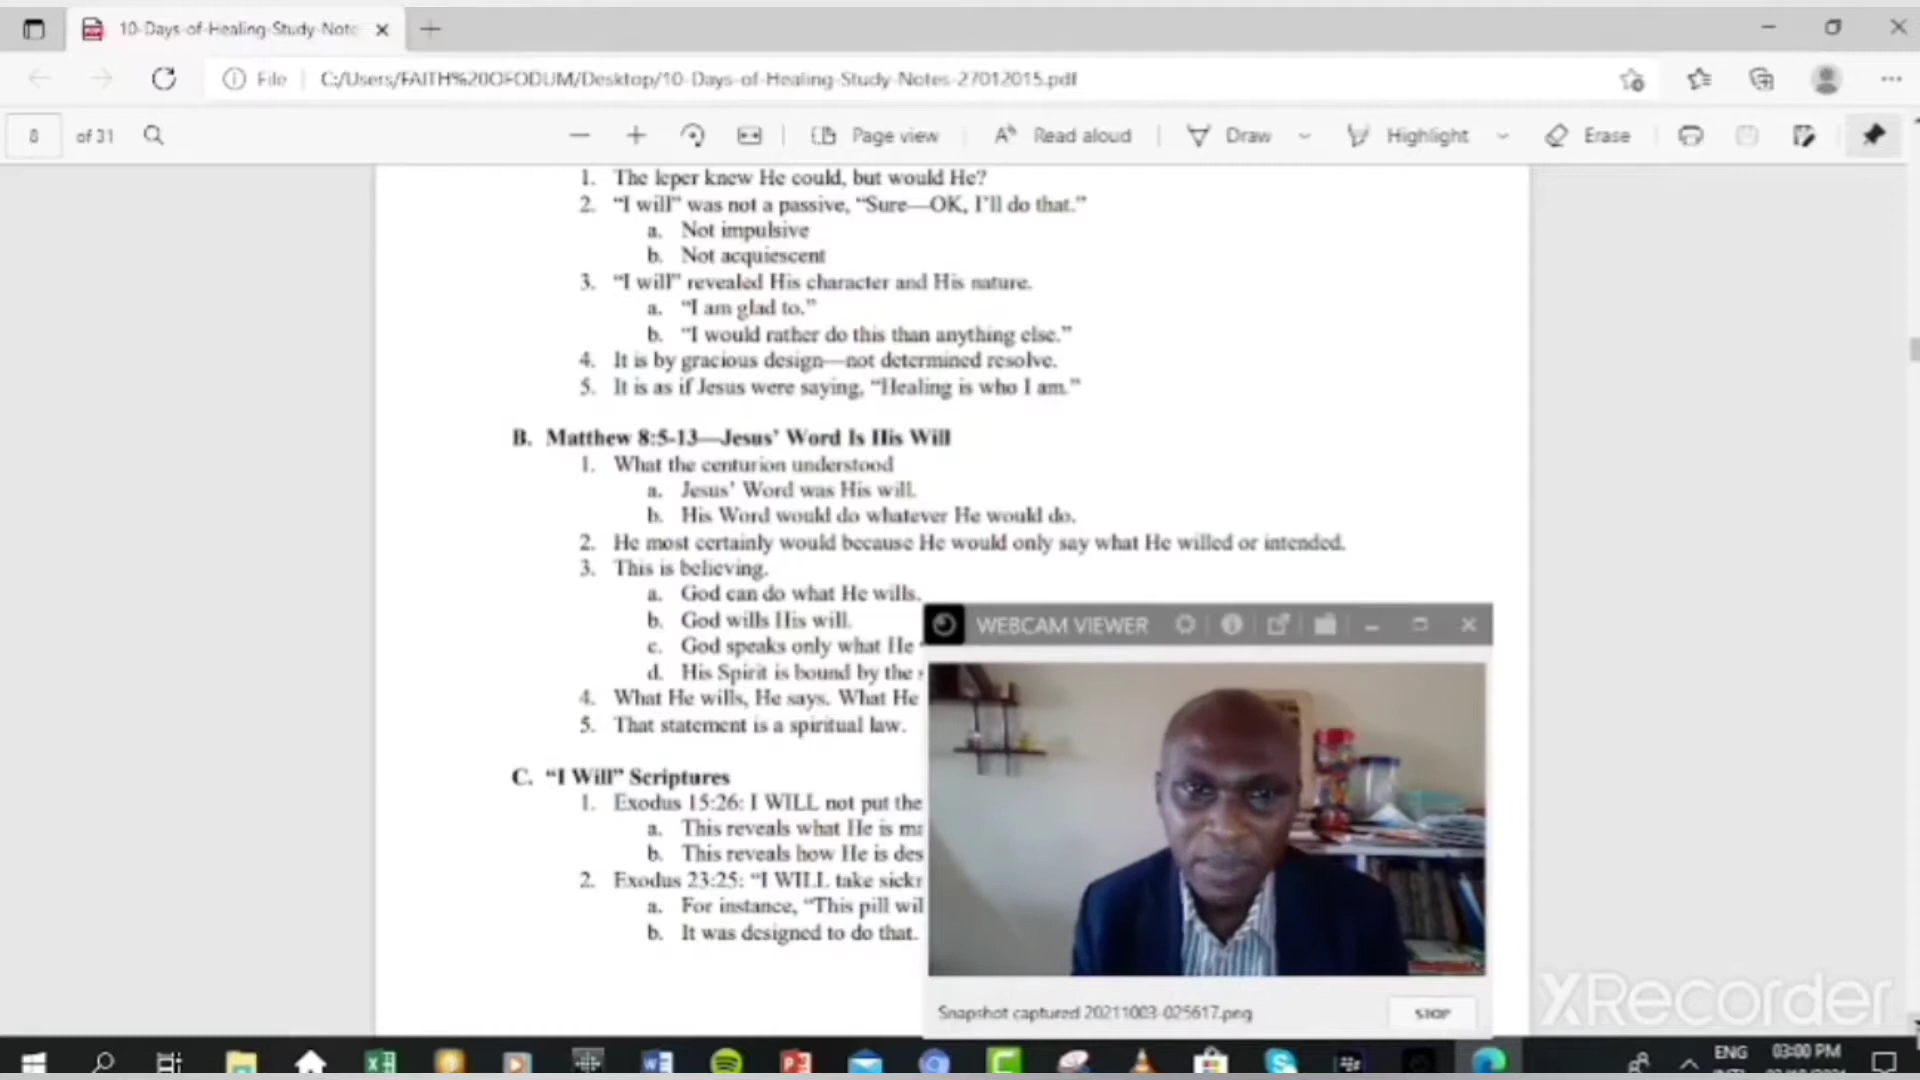 10-Days-of-Healing-Study-Note
File C:/Users/FAITH%20OFODUM/Desktop/10-Days-of-Healing-Study-Notes-27012015.pdf
8 of 31 Page view Read aloud Draw Highlight Erase
1. The leper knew He could, but would He?
2. “I will” was not a passive, “Sure—OK, I’ll do that.”
a. Not impulsive
b. Not acquiescent
3. “I will” revealed His character and His nature.
a. “I am glad to.”
b. “I would rather do this than anything else.”
4. It is by gracious design—not determined resolve.
5. It is as if Jesus were saying, “Healing is who I am.”
B. Matthew 8:5-13—Jesus’ Word Is His Will
1. What the centurion understood
a. Jesus’ Word was His will.
b. His Word would do whatever He would do.
2. He most certainly would because He would only say what He willed or intended.
3. This is believing.
a. God can do what He wills.
b. God wills His will.
c. God speaks only what He
d. His Spirit is bound by the
4. What He wills, He says. What He
5. That statement is a spiritual law.
C. “I Will” Scriptures
1. Exodus 15:26: I WILL not put the
a. This reveals what He is ma
b. This reveals how He is des
2. Exodus 23:25: “I WILL take sick
a. For instance, “This pill wil
b. It was designed to do that.
WEBCAM VIEWER
Snapshot captured 20211003-025617.png STOP
XRecorder
ENG 03:00 PM